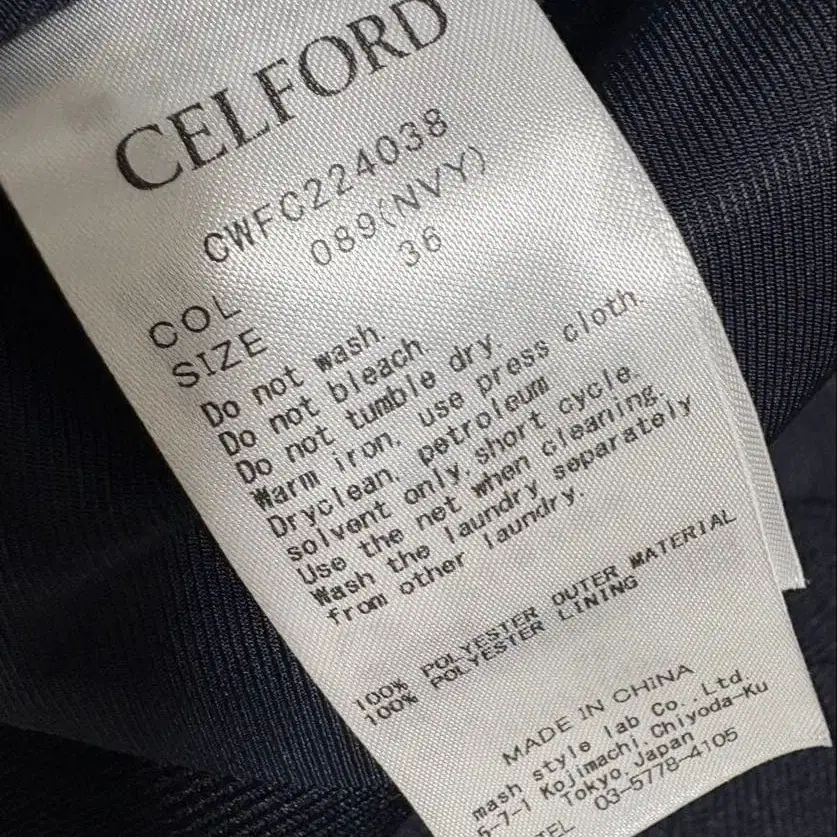 CELFORD
CWFC224038
COL 089(NVY)
SIZE 36
Do not wash.
Do not bleach.
Do not tumble dry.
Warm iron, use press cloth.
Dryclean, petroleum
solvent only, short cycle.
Use the net when cleaning.
Wash the laundry separately
from other laundry.
100% POLYESTER OUTER MATERIAL
100% POLYESTER LINING
MADE IN CHINA
mash style lab Co., Ltd.
5-7-1 Kojimachi, Chiyoda-Ku
Tokyo, Japan
TEL 03-5778-4105